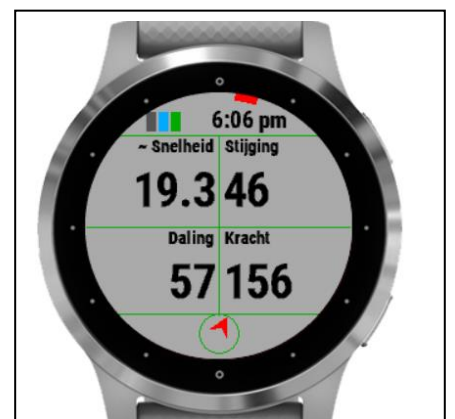 6:06 pm
~ Snelheid Stijging
19.3 46
Daling Kracht
57 156